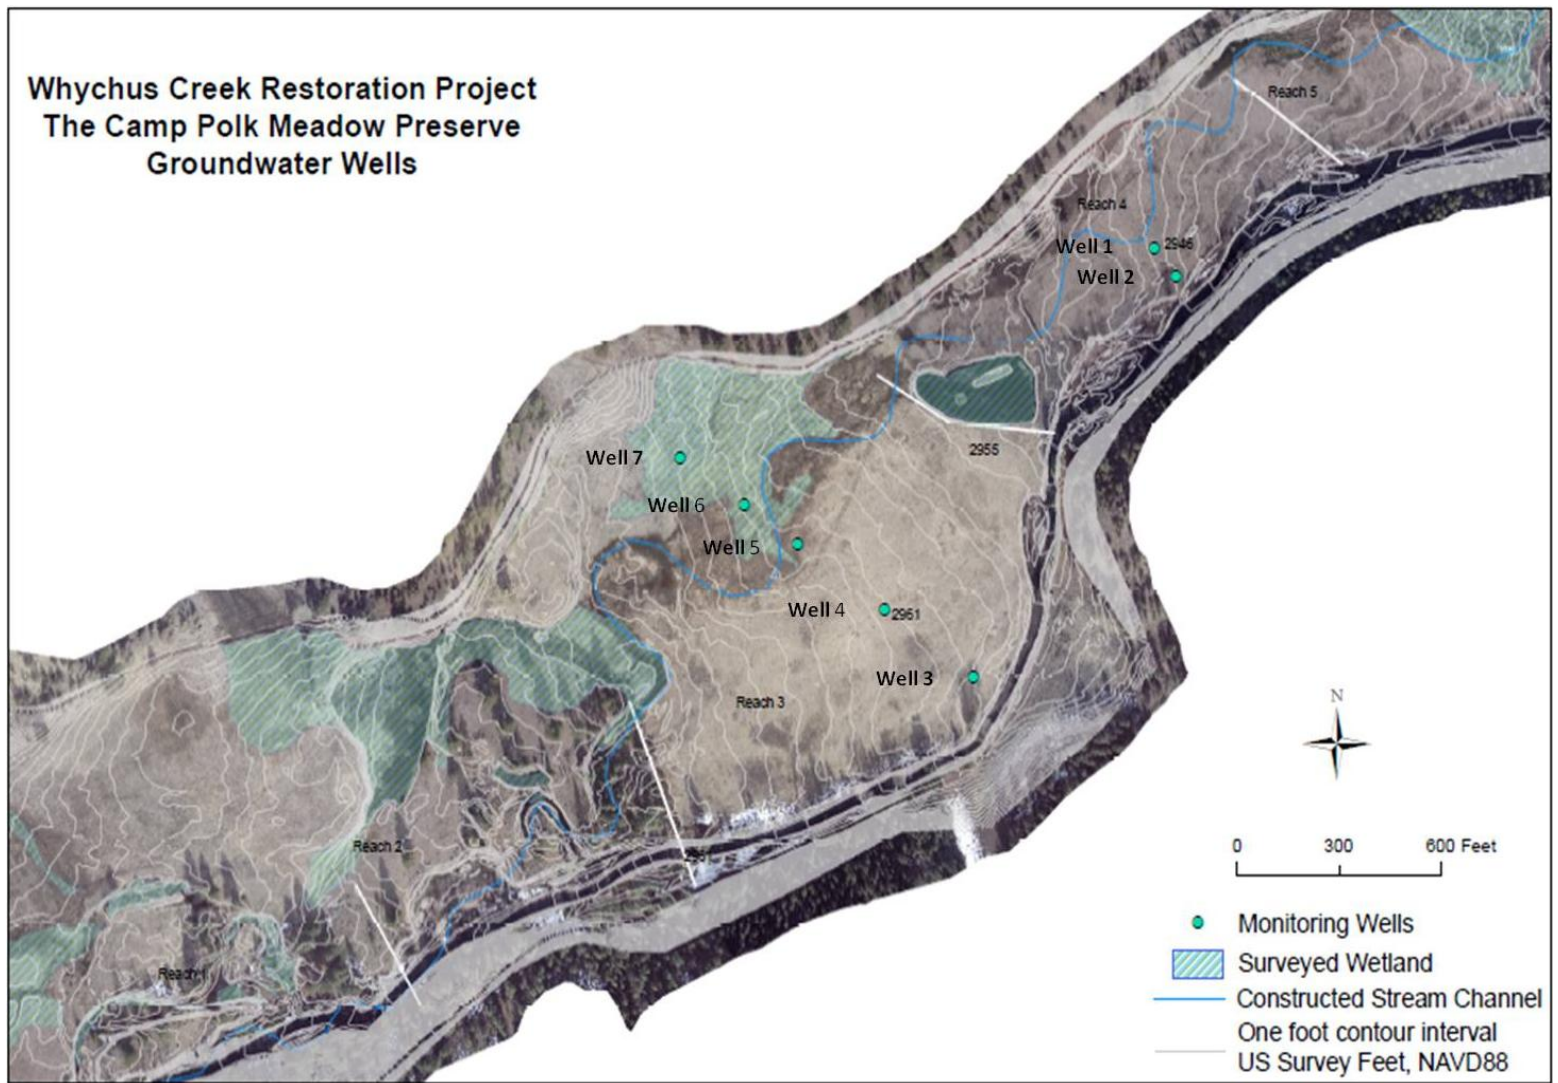 Whychus Creek Restoration Project
The Camp Polk Meadow Preserve
Groundwater Wells
Reach 5
Reach 4
Well 1
2946
Well 2
2955
Well 7
Well 6
Well 5
Well 4
2961
Well 3
Reach 3
Reach 2
Reach 1
N
0 300 600 Feet
Monitoring Wells
Surveyed Wetland
Constructed Stream Channel
One foot contour interval
US Survey Feet, NAVD88